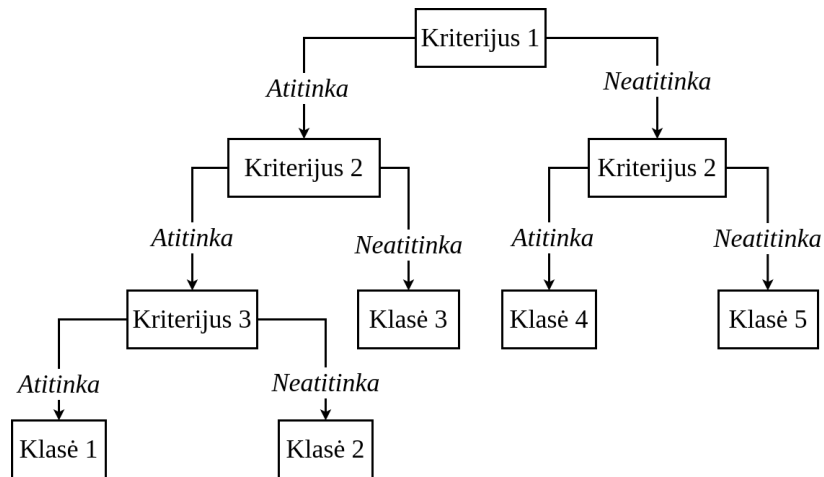 Kriterijus 1
Atitinka
Neatitinka
Kriterijus 2
Kriterijus 2
Atitinka
Neatitinka
Atitinka
Neatitinka
Kriterijus 3
Klasė 3
Klasė 4
Klasė 5
Atitinka
Neatitinka
Klasė 1
Klasė 2